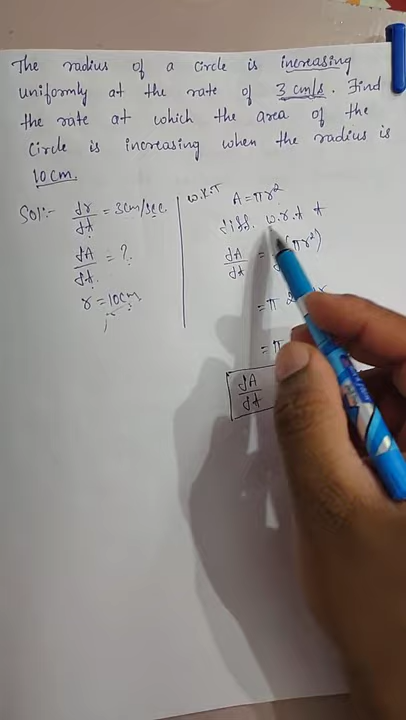 The radius of a circle is increasing
uniformly at the rate of 3 cm/s. Find
the rate at which the area of the
Circle is increasing when the radius is
10cm.
Sol:- dr/dt = 3cm/sec
dA/dt = ?
r = 10cm
W.K.T
A = πr²
diff. w.r.t t
dA/dt = (πr²)
= π
= π
dA/dt